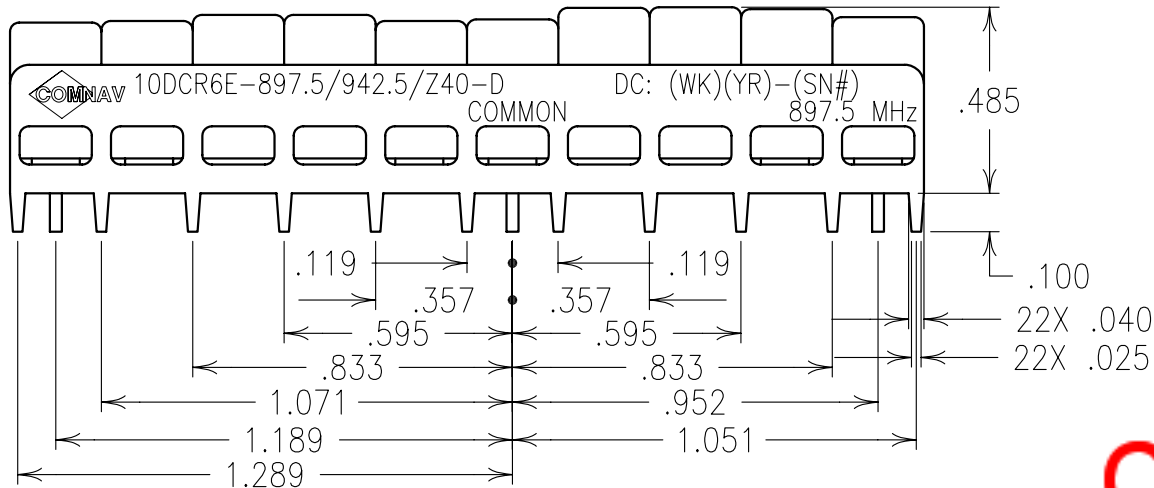 COMNAV 10DCR6E-897.5/942.5/Z40-D DC: (WK)(YR)-(SN#)
COMMON 897.5 MHz
.485
.119 .119
.100
.357 .357
22X .040
.595 .595
22X .025
.833 .833
1.071 .952
1.189 1.051
1.289